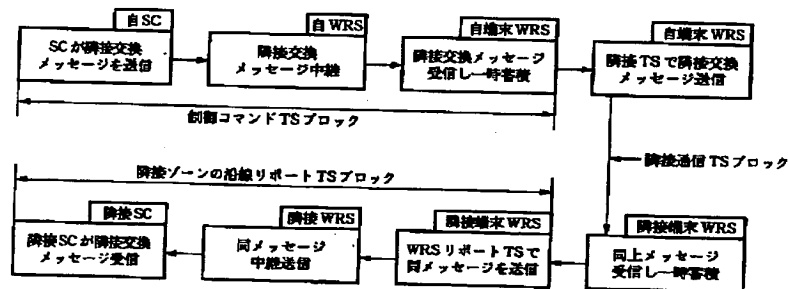 自SC
SCが隣接交換
メッセージを送信
自WRS
隣接交換
メッセージ中継
自端末WRS
隣接交換メッセージ
受信し一時蓄積
自端末WRS
隣接TSで隣接交換
メッセージ送信
制御コマンドTSブロック
隣接通信TSブロック
隣接ゾーンの沿線リポートTSブロック
隣接SC
隣接SCが隣接交換
メッセージ受信
隣接WRS
同メッセージ
中継送信
隣接端末WRS
WRSリポートTSで
同メッセージを送信
隣接端末WRS
同上メッセージ
受信し一時蓄積